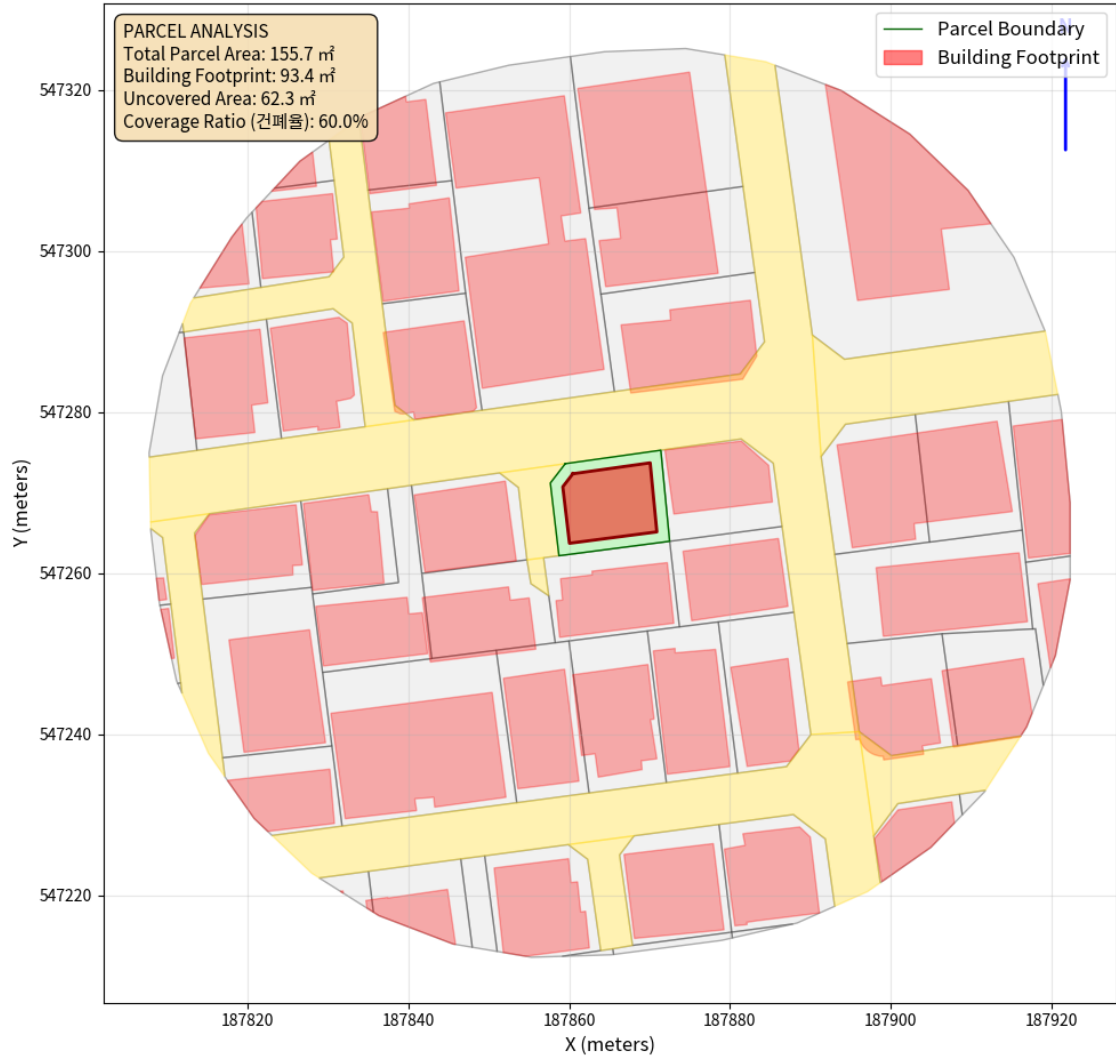 PARCEL ANALYSIS
Total Parcel Area: 155.7 ㎡
Building Footprint: 93.4 ㎡
Uncovered Area: 62.3 ㎡
Coverage Ratio (건폐율): 60.0%
Parcel Boundary
Building Footprint
N
547320
547300
547280
547260
547240
547220
Y (meters)
187820
187840
187860
187880
187900
187920
X (meters)